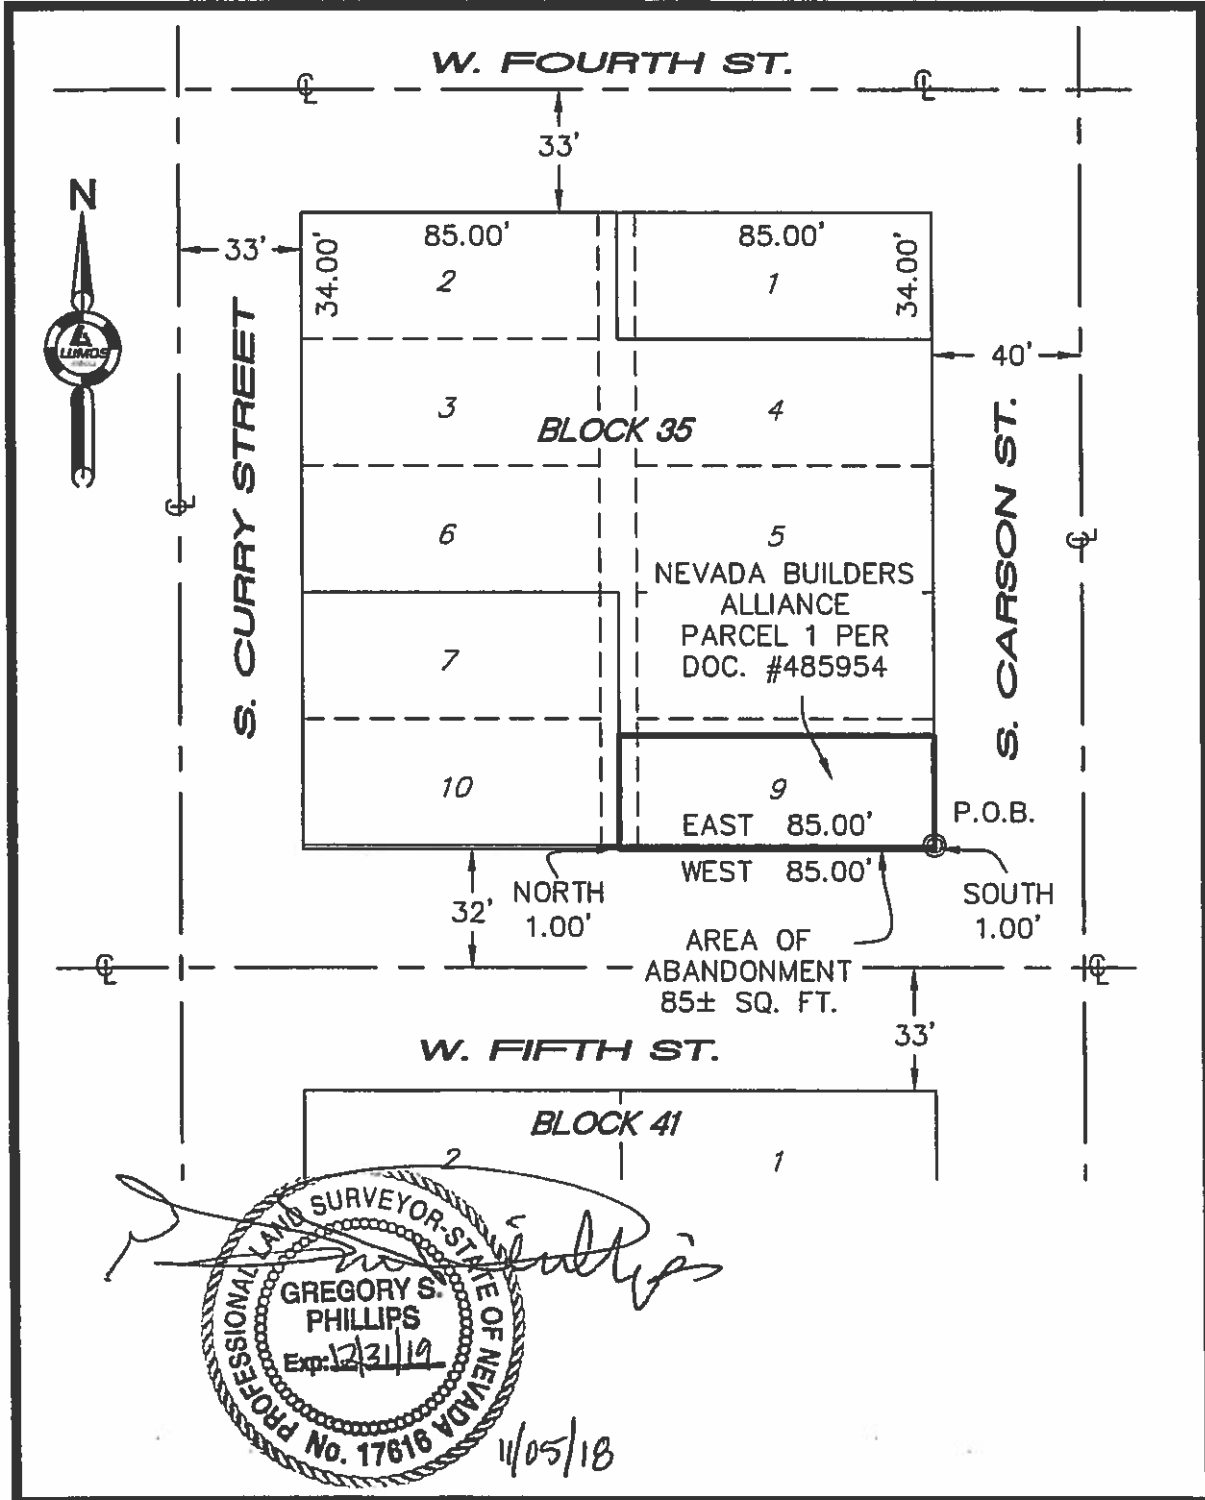 W. FOURTH ST.
33'
N
33'
85.00'
85.00'
34.00'
2
1
34.00'
LUMOS
40'
S. CURRY STREET
3
4
BLOCK 35
S. CARSON ST.
6
5
NEVADA BUILDERS
ALLIANCE
PARCEL 1 PER
DOC. #485954
7
10
9
EAST 85.00'
P.O.B.
WEST 85.00'
NORTH
1.00'
SOUTH
1.00'
32'
AREA OF
ABANDONMENT
85± SQ. FT.
33'
W. FIFTH ST.
BLOCK 41
2
1
PROFESSIONAL LAND SURVEYOR-STATE OF NEVADA
GREGORY S.
PHILLIPS
Exp: 12/31/19
No. 17616
11/05/18